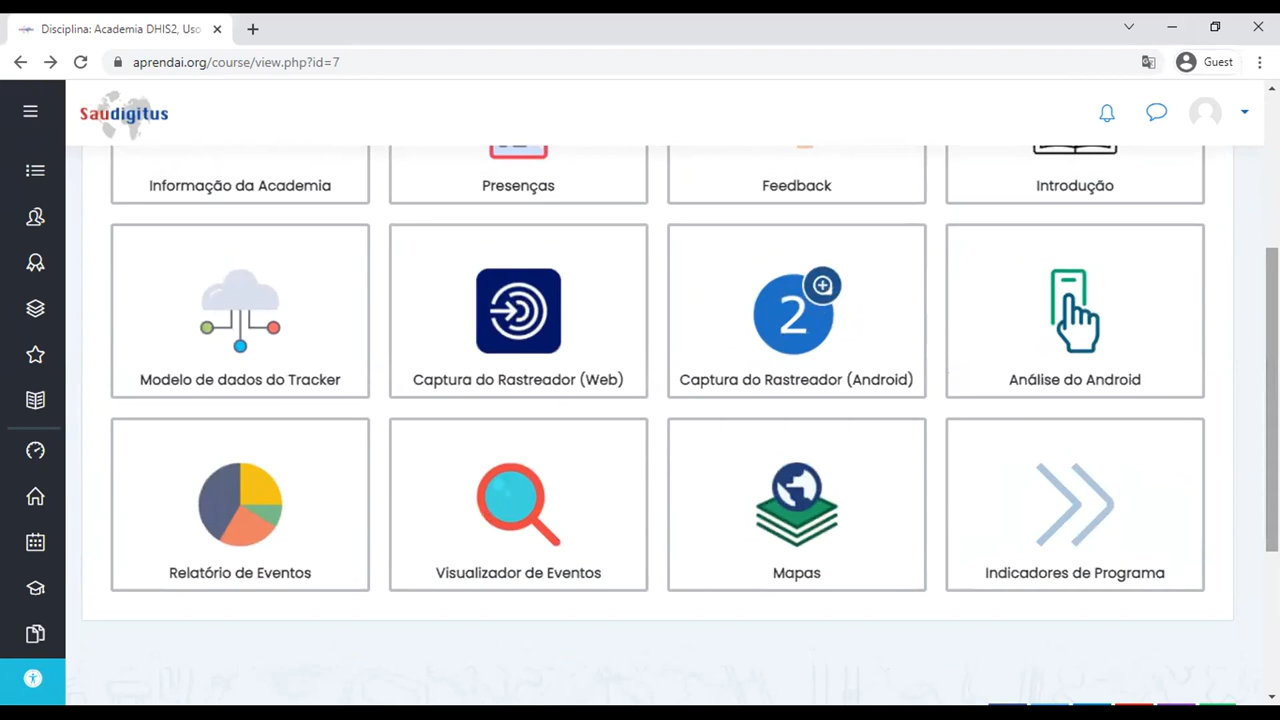 Disciplina: Academia DHIS2, Uso
aprendai.org/course/view.php?id=7
Guest
Saudigitus
Informação da Academia
Presenças
Feedback
Introdução
2
Modelo de dados do Tracker
Captura do Rastreador (Web)
Captura do Rastreador (Android)
Análise do Android
Relatório de Eventos
Visualizador de Eventos
Mapas
Indicadores de Programa